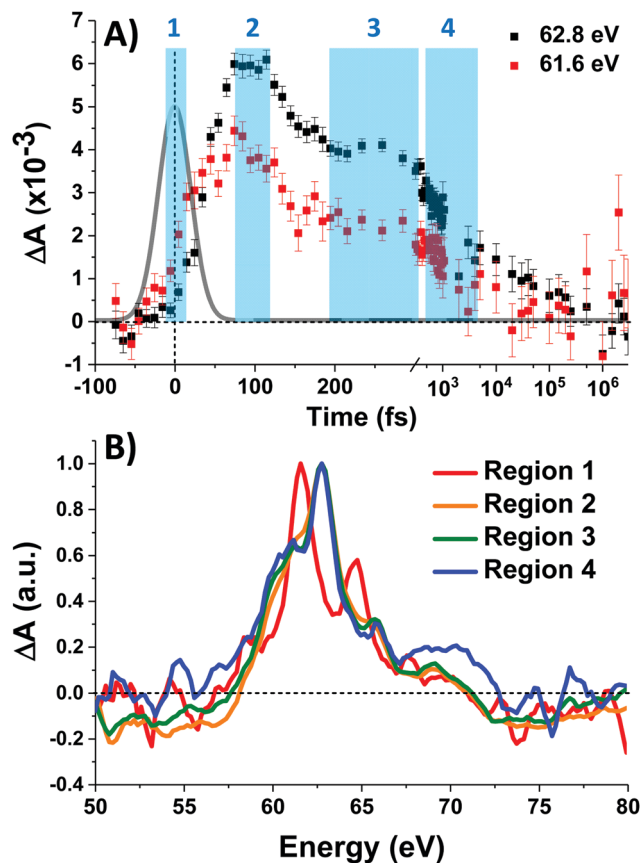 A)
1 2 3 4
62.8 eV
61.6 eV
ΔA (x10⁻³)
7
6
5
4
3
2
1
0
-1
-100 0 100 200 10³ 10⁴ 10⁵ 10⁶
Time (fs)
B)
Region 1
Region 2
Region 3
Region 4
ΔA (a.u.)
1.0
0.8
0.6
0.4
0.2
0.0
-0.2
-0.4
50 55 60 65 70 75 80
Energy (eV)